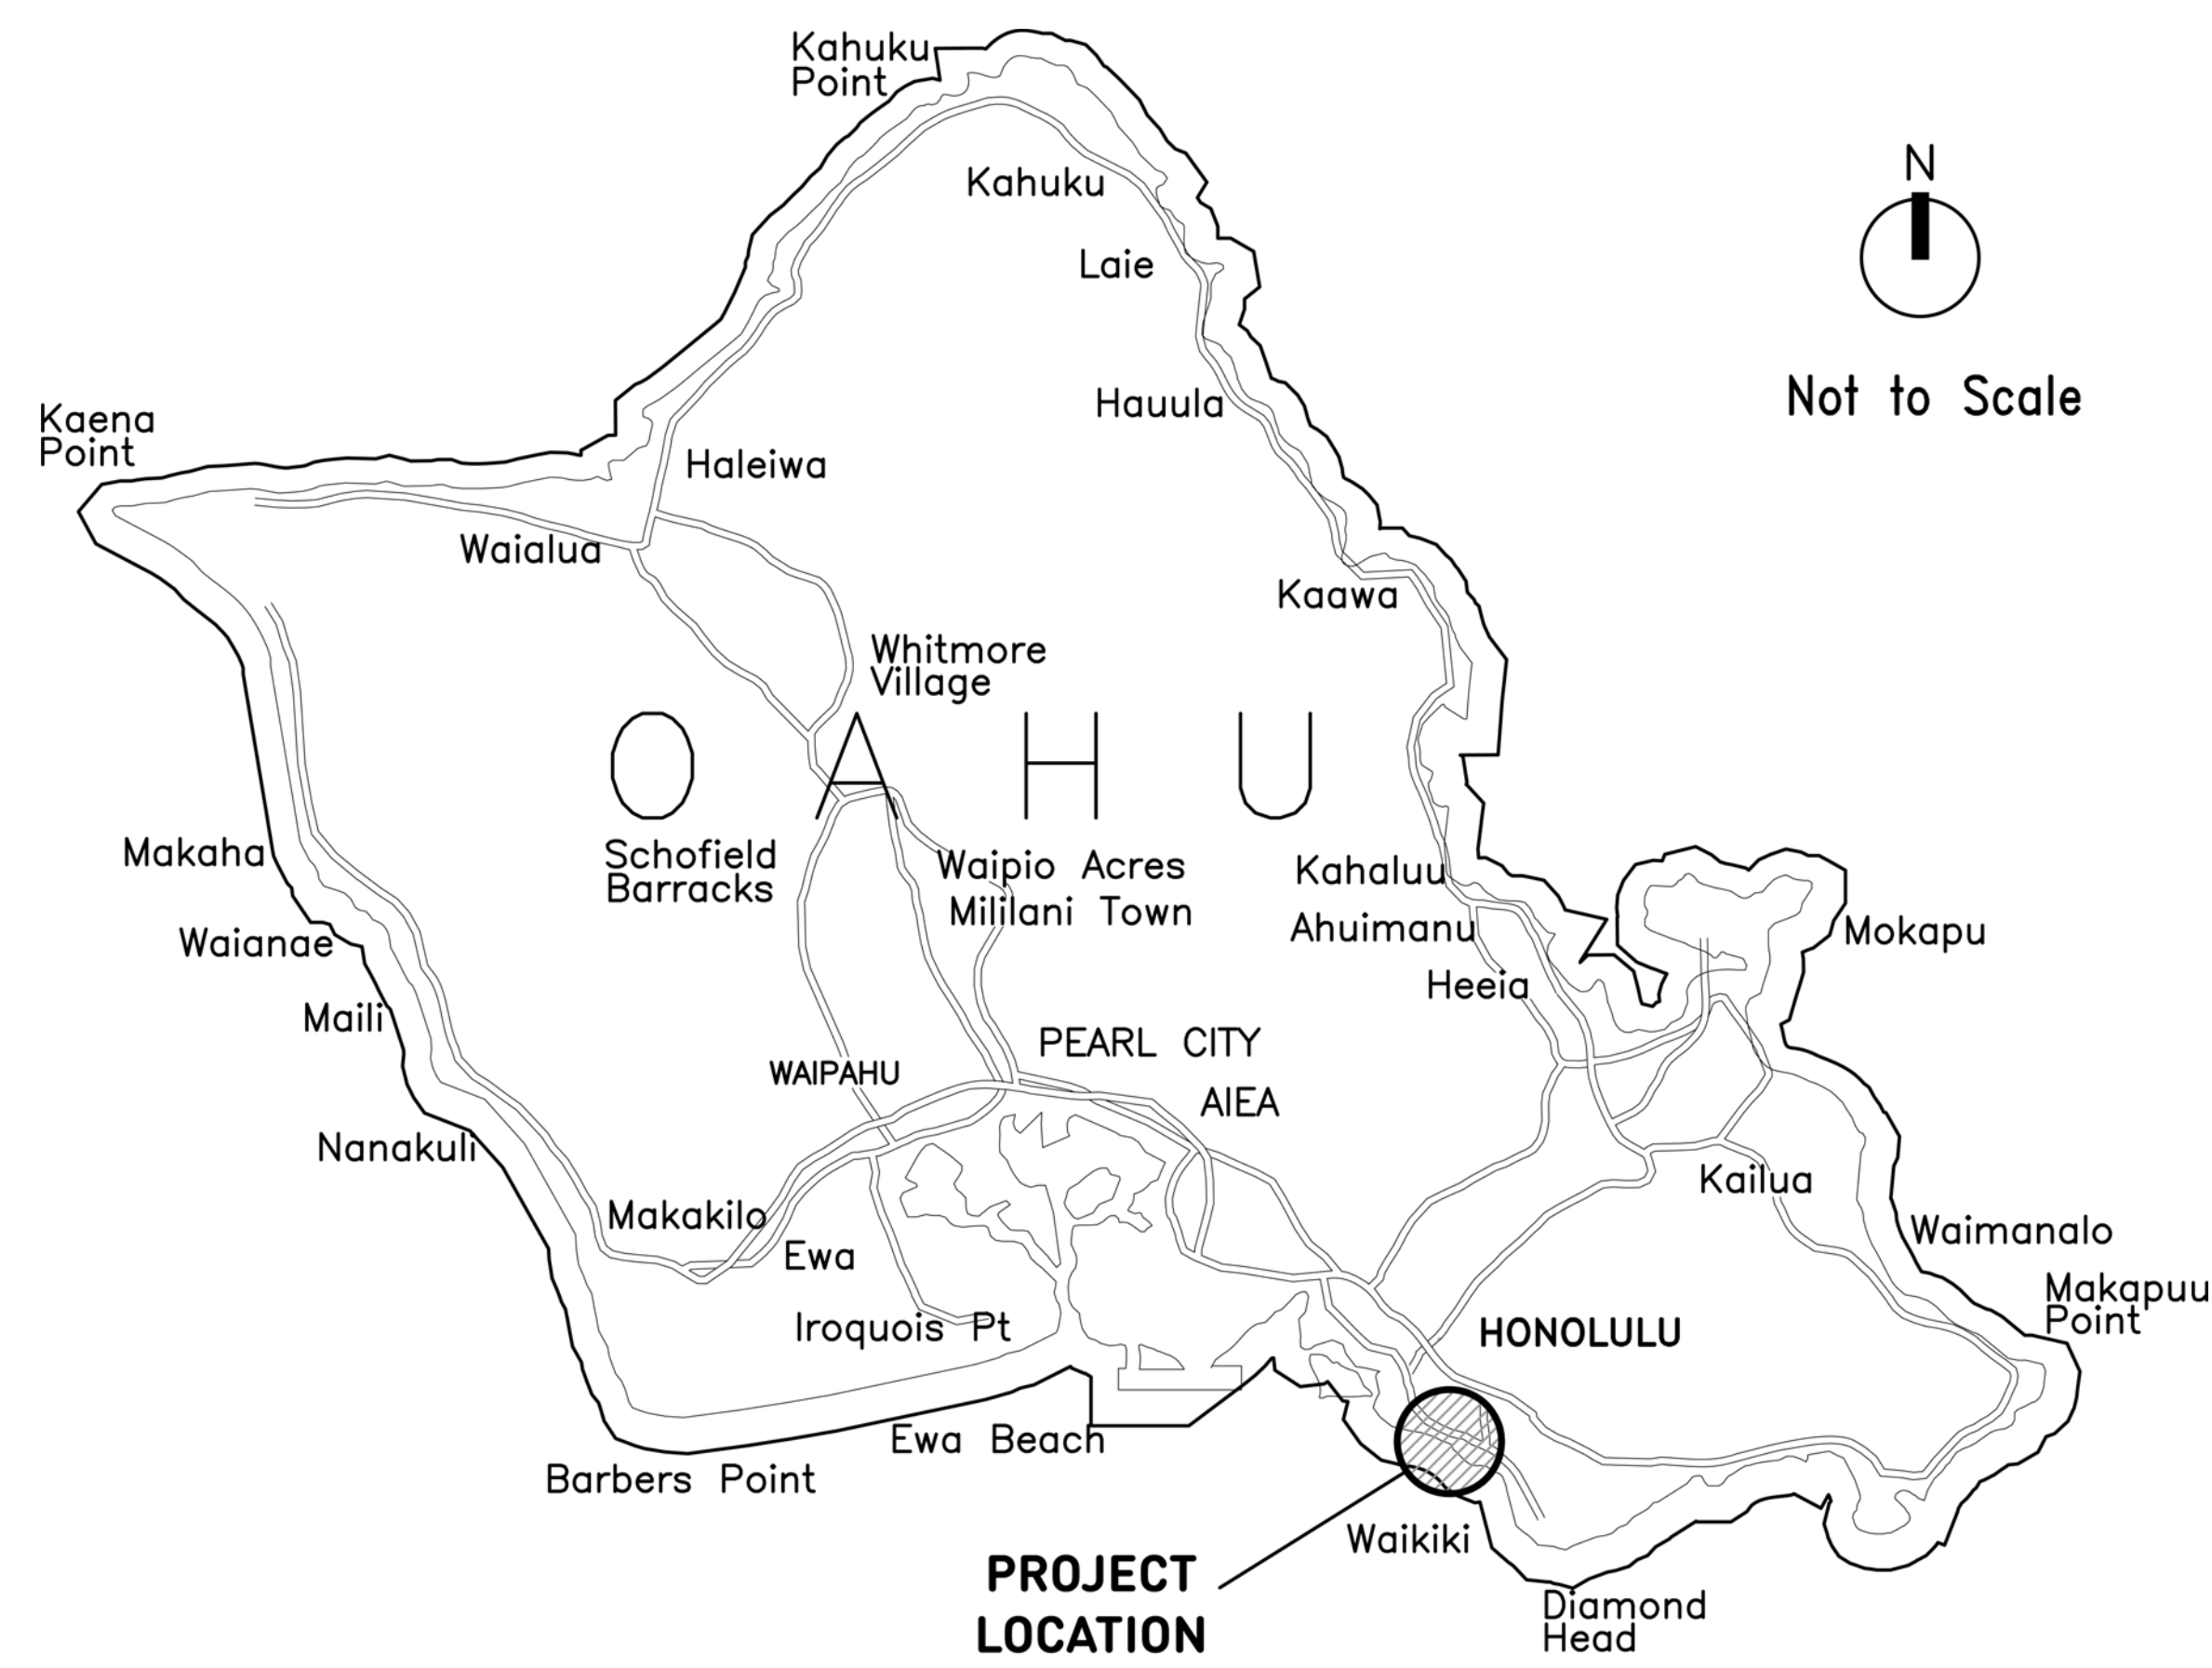 Kahuku
Point
N
Kahuku
Laie
Not to Scale
Hauula
Kaena
Point
Haleiwa
Waialua
Kaawa
Whitmore
Village
O A H U
Schofield
Barracks
Makaha
Waipio Acres
Mililani Town
Kahaluu
Ahuimanu
Mokapu
Waianae
Heeia
Maili
PEARL CITY
WAIPAHU
AIEA
Nanakuli
Kailua
Makakilo
Waimanalo
Ewa
Makapuu
Point
Iroquois Pt
HONOLULU
Ewa Beach
Barbers Point
Waikiki
PROJECT
LOCATION
Diamond
Head